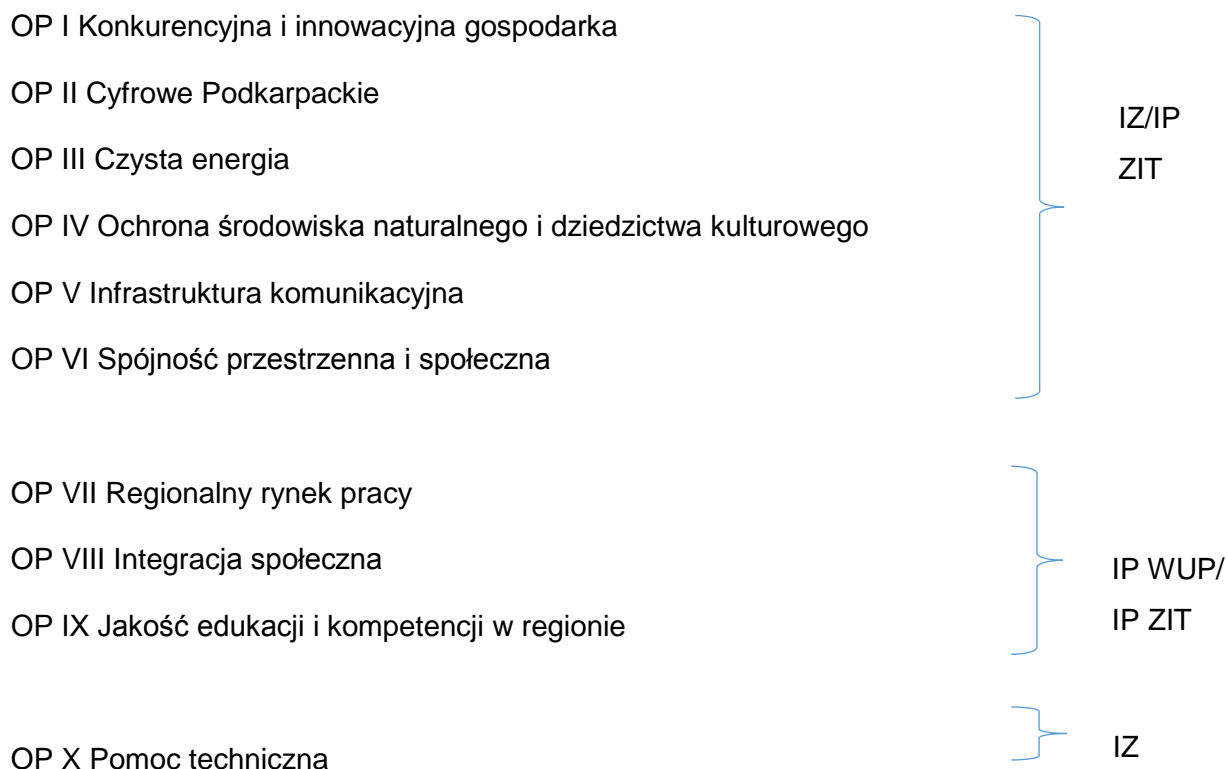 OP I Konkurencyjna i innowacyjna gospodarka
OP II Cyfrowe Podkarpackie
OP III Czysta energia
OP IV Ochrona środowiska naturalnego i dziedzictwa kulturowego
OP V Infrastruktura komunikacyjna
OP VI Spójność przestrzenna i społeczna
IZ/IP
ZIT
OP VII Regionalny rynek pracy
OP VIII Integracja społeczna
OP IX Jakość edukacji i kompetencji w regionie
IP WUP/
IP ZIT
OP X Pomoc techniczna
IZ